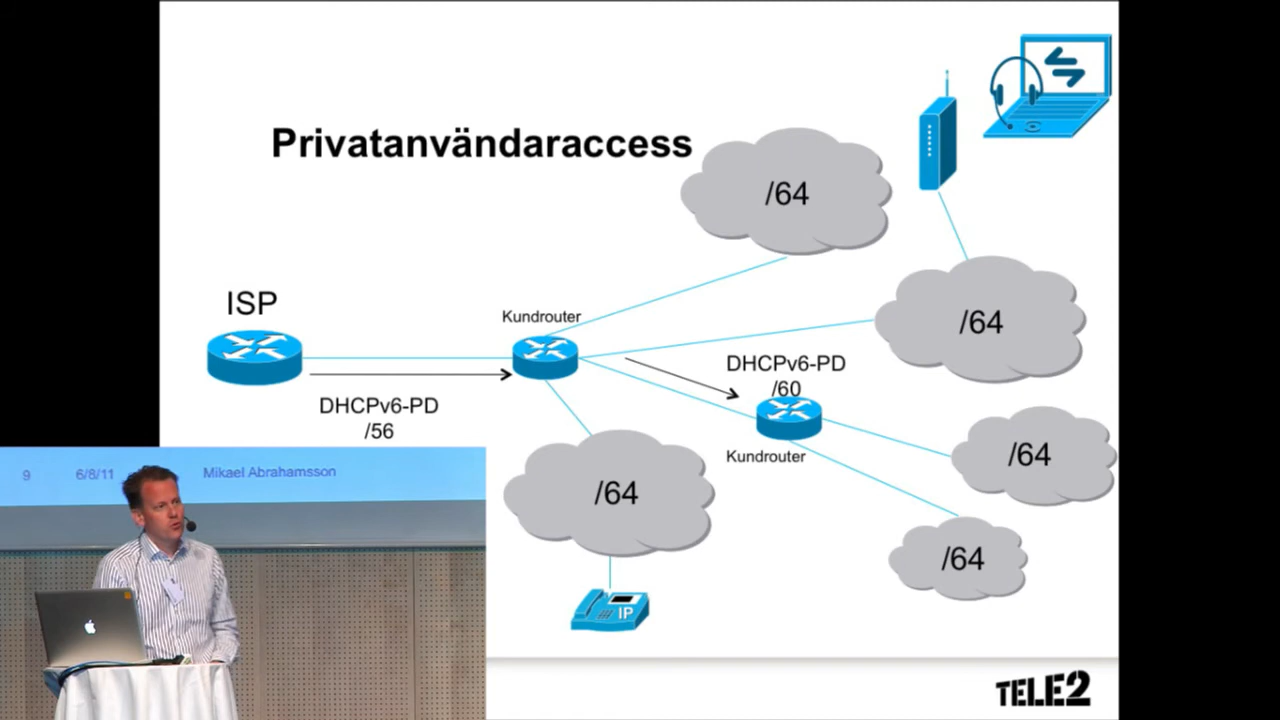 Privatanvändaraccess
/64
ISP
Kundrouter
/64
DHCPv6-PD
/60
DHCPv6-PD
/56
Kundrouter
/64
/64
/64
IP
9 6/8/11 Mikael Abrahamsson
TELE2